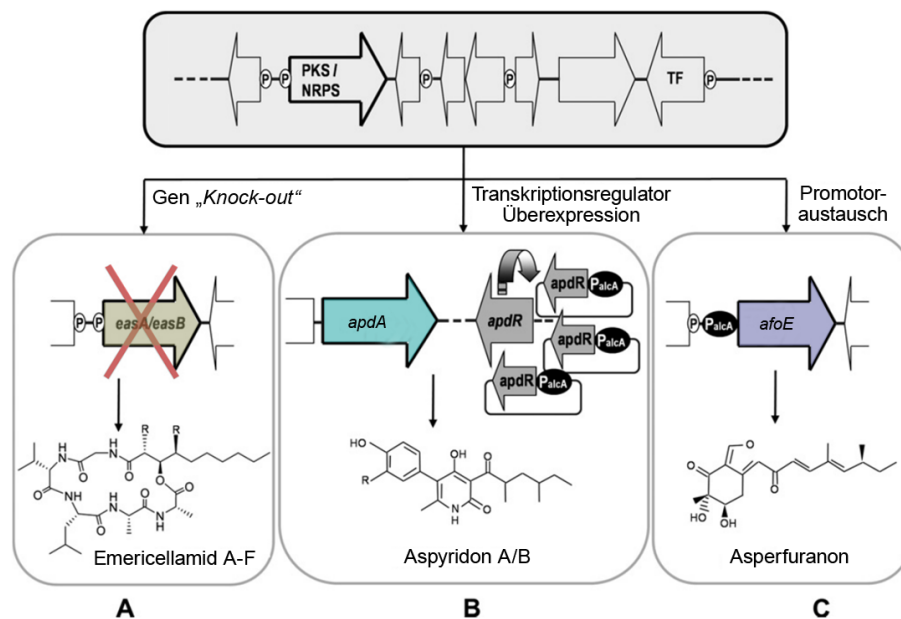 P P PKS / NRPS P P TF P
Gen „Knock-out“
Transkriptionsregulator
Überexpression
Promotor-
austausch
P P easA/easB
apdA
apdR
apdR PalcA
apdR PalcA
apdR PalcA
P PalcA afoE
R R
H N
O
N H
O
O
O
HN
O
O
H N
O
N H
O
Emericellamid A-F
HO
R
OH
O
N H
O
Aspyridon A/B
O
O
O
HO
OH
Asperfuranon
A
B
C